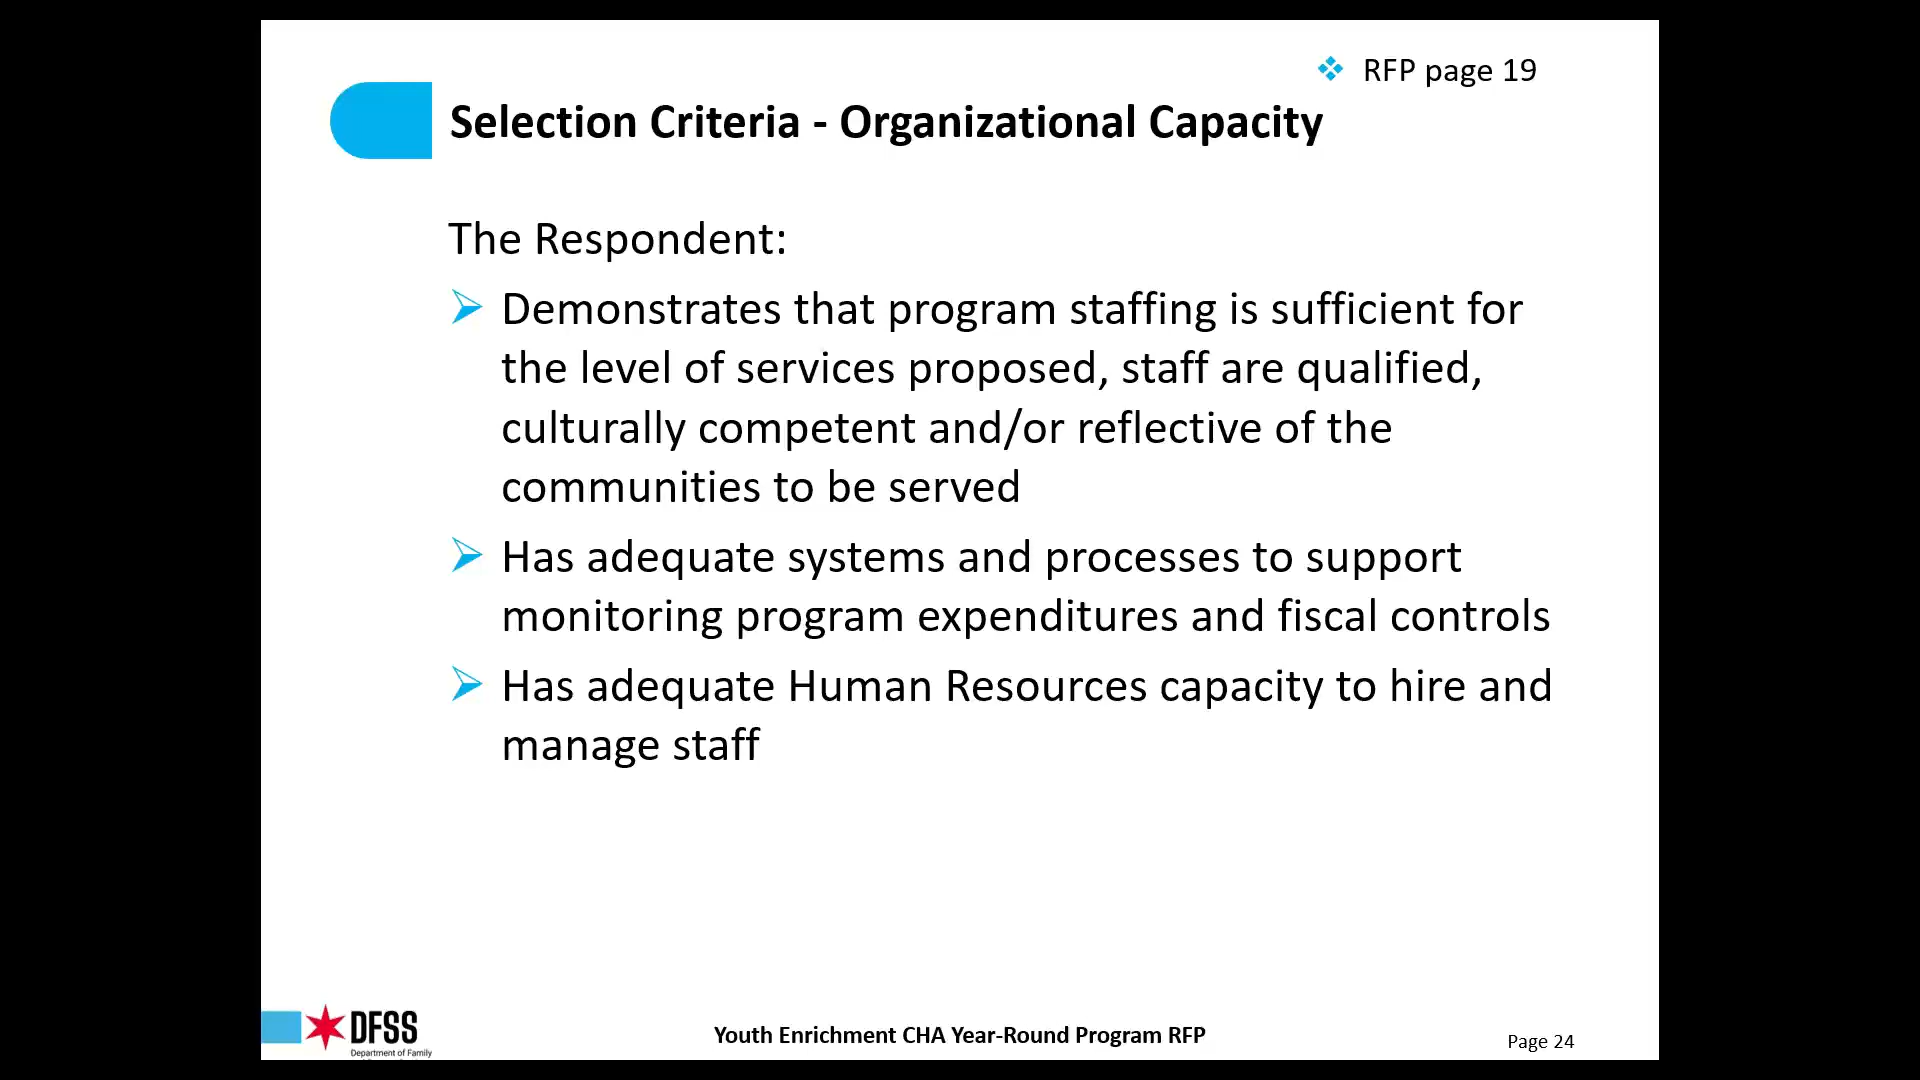 RFP page 19
Selection Criteria - Organizational Capacity
The Respondent:
Demonstrates that program staffing is sufficient for
the level of services proposed, staff are qualified,
culturally competent and/or reflective of the
communities to be served
Has adequate systems and processes to support
monitoring program expenditures and fiscal controls
Has adequate Human Resources capacity to hire and
manage staff
DFSS
Department of Family
Youth Enrichment CHA Year-Round Program RFP
Page 24